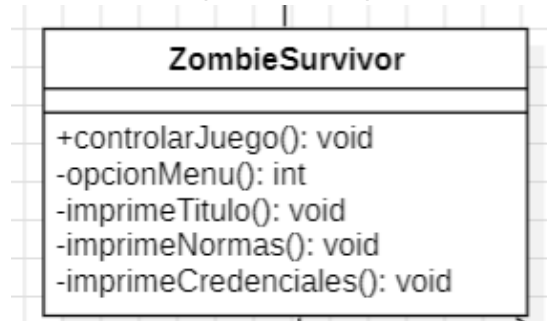 ZombieSurvivor
+controlarJuego(): void
-opcionMenu(): int
-imprimeTitulo(): void
-imprimeNormas(): void
-imprimeCredenciales(): void